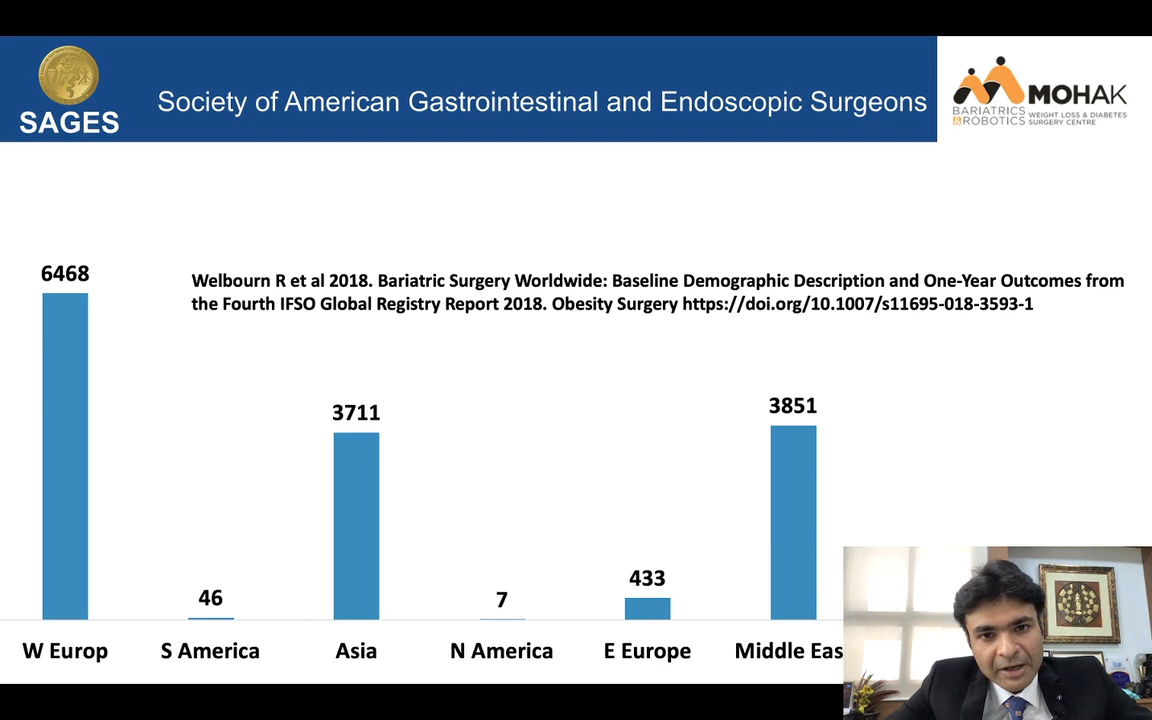 SAGES
Society of American Gastrointestinal and Endoscopic Surgeons
MOHAK
BARIATRICS
&ROBOTICS
WEIGHT LOSS & DIABETES
SURGERY CENTRE
Welbourn R et al 2018. Bariatric Surgery Worldwide: Baseline Demographic Description and One-Year Outcomes from
the Fourth IFSO Global Registry Report 2018. Obesity Surgery https://doi.org/10.1007/s11695-018-3593-1
6468
46
3711
7
433
3851
W Europ
S America
Asia
N America
E Europe
Middle Eas